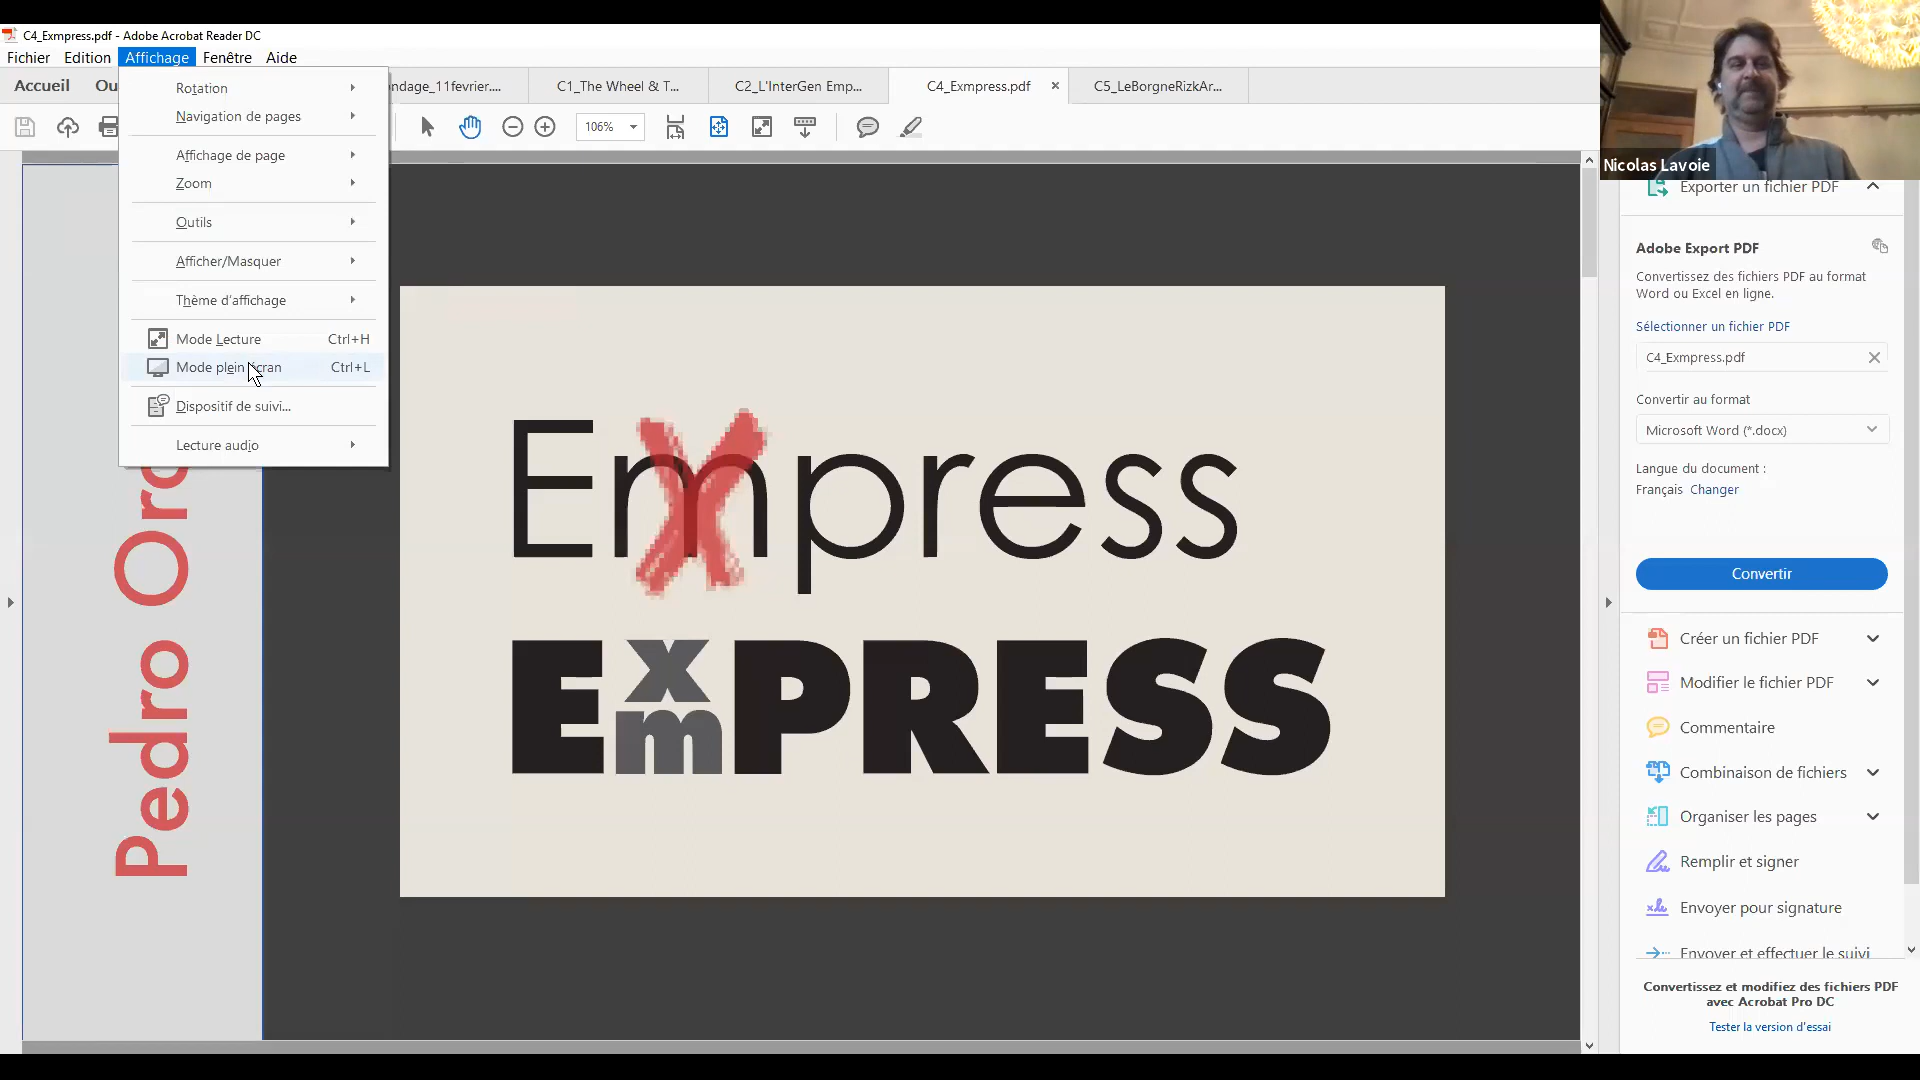 C4_Exmpress.pdf - Adobe Acrobat Reader DC
Fichier Edition Affichage Fenêtre Aide
Accueil Ou
ndage_11fevrier.... C1_The Wheel & T... C2_L'InterGen Emp... C4_Exmpress.pdf C5_LeBorgneRizkAr...
106%
Rotation
Navigation de pages
Affichage de page
Zoom
Outils
Afficher/Masquer
Thème d'affichage
Mode Lecture Ctrl+H
Mode plein écran Ctrl+L
Dispositif de suivi...
Lecture audio
Pedro Oro
Empress
ExmPRESS
Nicolas Lavoie
Exporter un fichier PDF
Adobe Export PDF
Convertissez des fichiers PDF au format
Word ou Excel en ligne.
Sélectionner un fichier PDF
C4_Exmpress.pdf
Convertir au format
Microsoft Word (*.docx)
Langue du document :
Français Changer
Convertir
Créer un fichier PDF
Modifier le fichier PDF
Commentaire
Combinaison de fichiers
Organiser les pages
Remplir et signer
Envoyer pour signature
Envoyer et effectuer le suivi
Convertissez et modifiez des fichiers PDF
avec Acrobat Pro DC
Tester la version d'essai